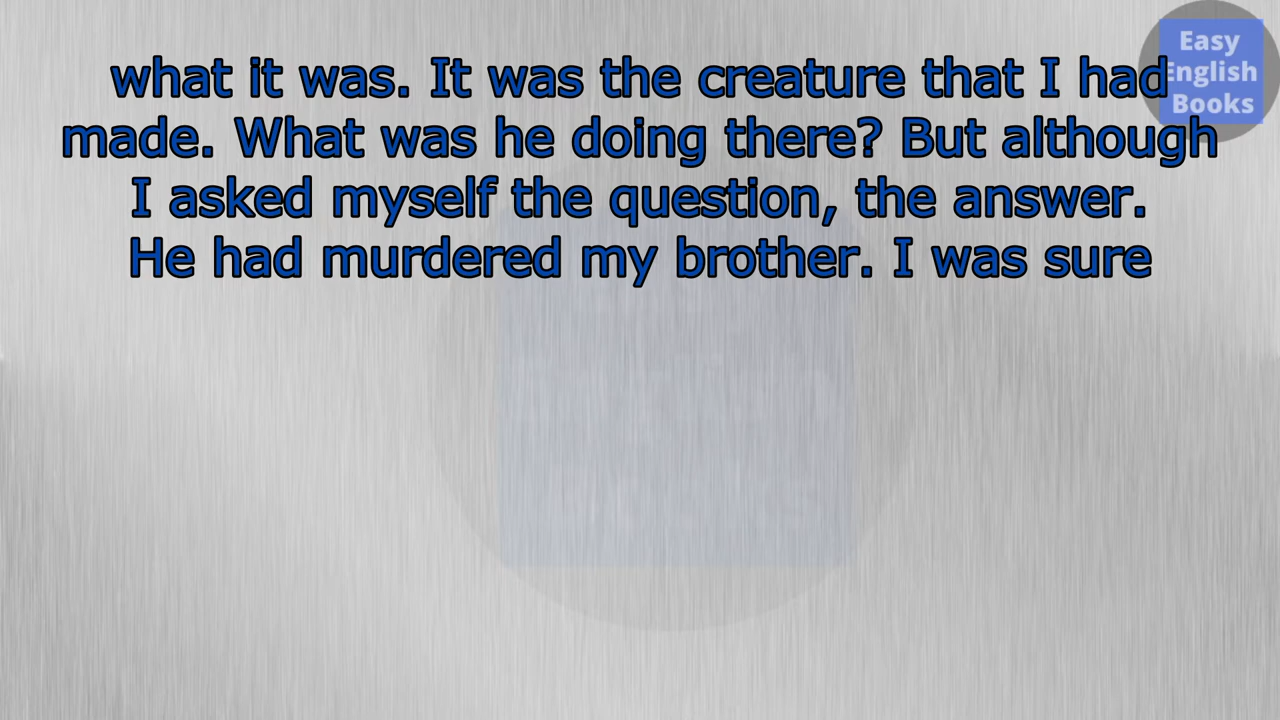 what it was. It was the creature that I had
made. What was he doing there? But although
I asked myself the question, the answer.
He had murdered my brother. I was sure
Easy
English
Books